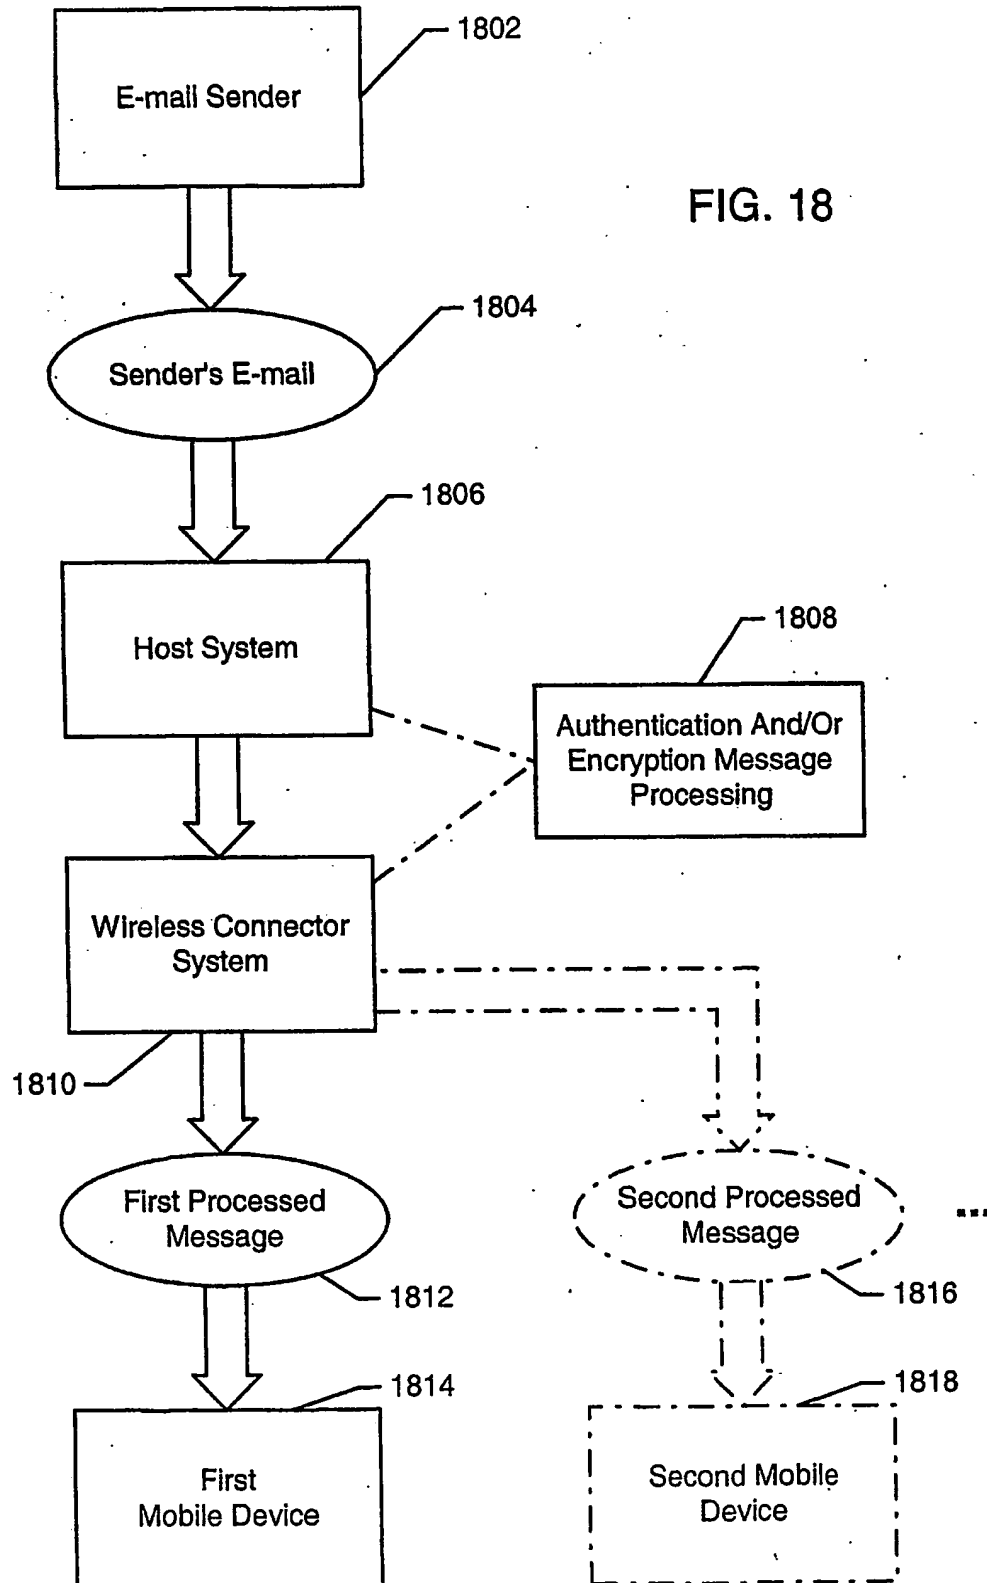 1802
E-mail Sender
FIG. 18
1804
Sender's E-mail
1806
Host System
1808
Authentication And/Or
Encryption Message
Processing
Wireless Connector
System
1810
First Processed
Message
1812
Second Processed
Message
1816
1814
First
Mobile Device
1818
Second Mobile
Device